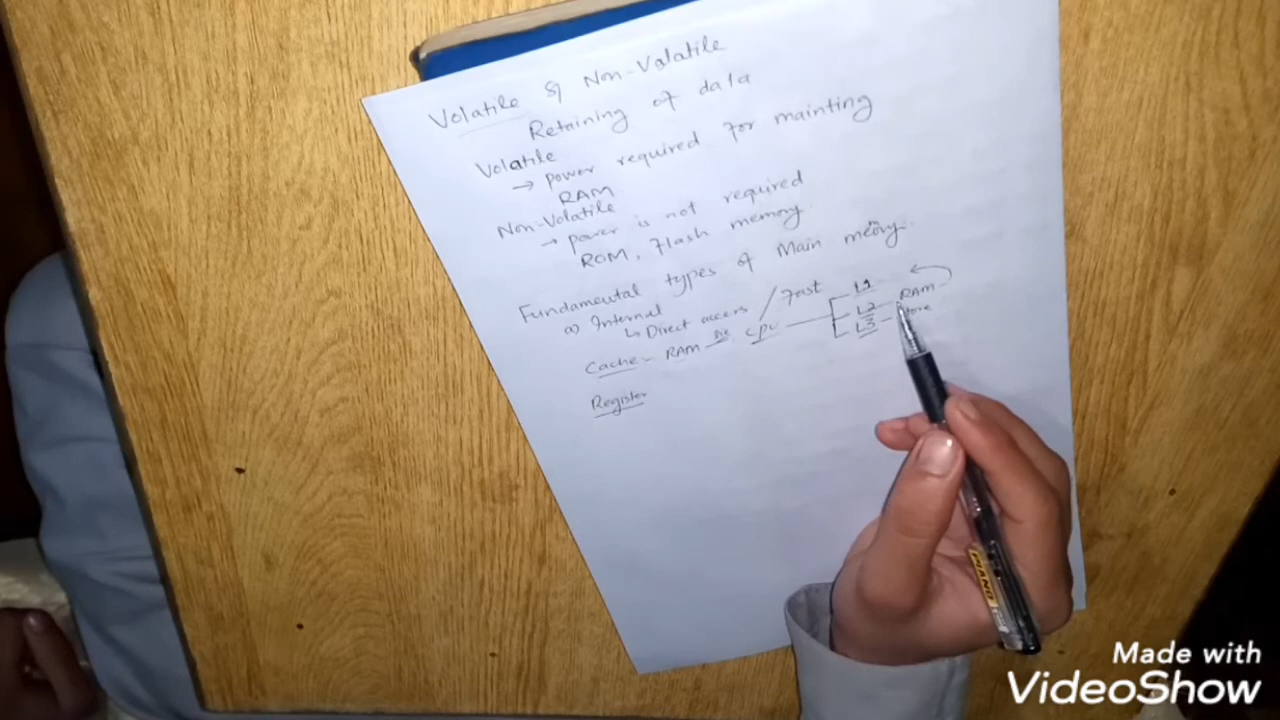 Volatile & Non-Volatile
Retaining of data
Volatile
→ power required for mainting
RAM
Non-Volatile
→ power is not required
ROM, Flash memory.
Fundamental types of Main meory.
a) Internal
↳ Direct access / Fast
Cache - RAM CPU L1 L2 L3 RAM
Register
PIANO
Made with
VideoShow